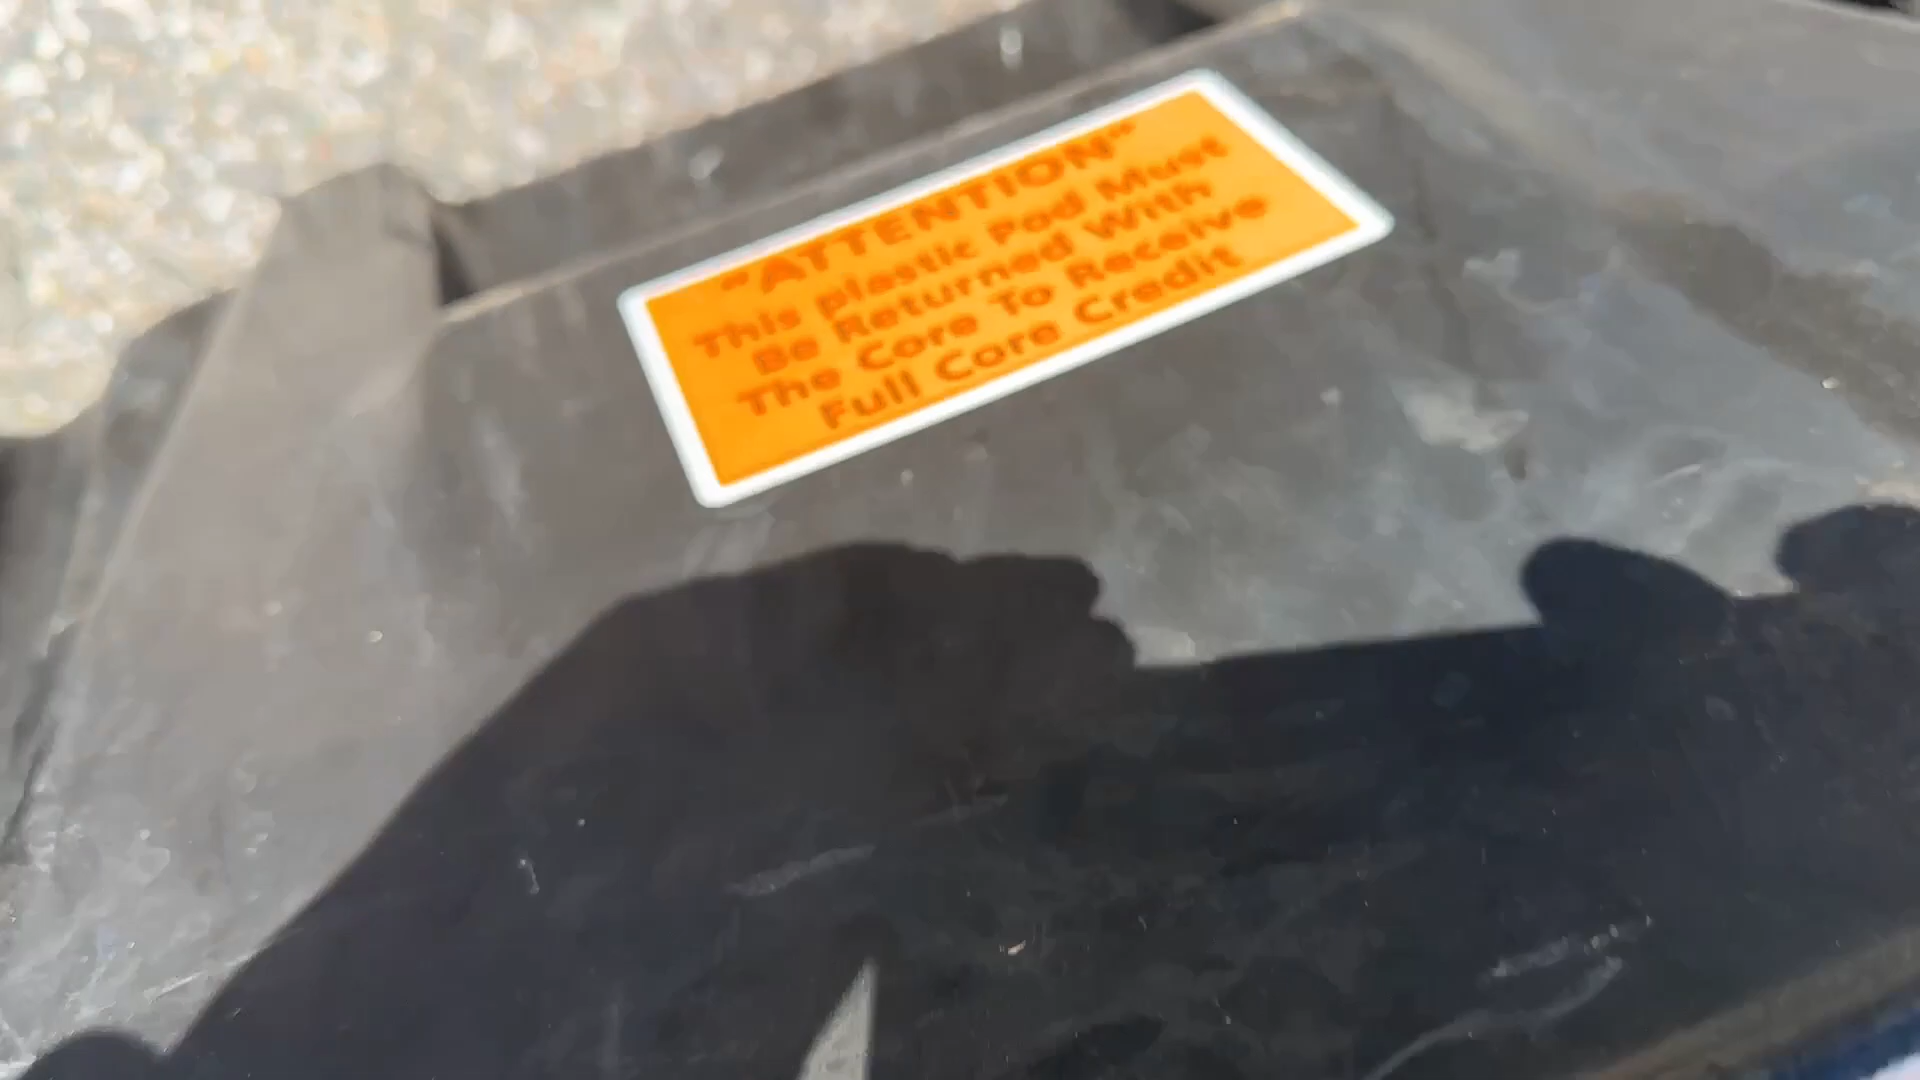 "ATTENTION"
This plastic Pod Must
Be Returned With
The Core To Receive
Full Core Credit